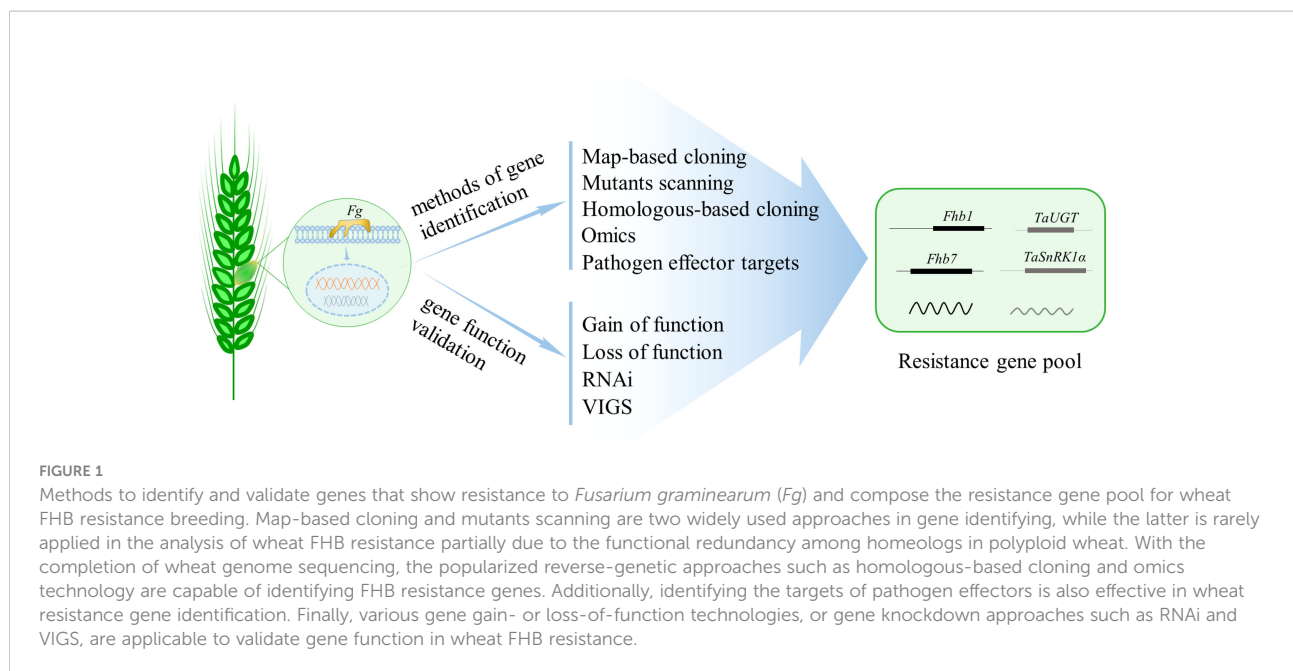 Fg
methods of gene
identification
gene function
validation
Map-based cloning
Mutants scanning
Homologous-based cloning
Omics
Pathogen effector targets
Gain of function
Loss of function
RNAi
VIGS
Fhb1
TaUGT
Fhb7
TaSnRK1α
Resistance gene pool
FIGURE 1
Methods to identify and validate genes that show resistance to Fusarium graminearum (Fg) and compose the resistance gene pool for wheat
FHB resistance breeding. Map-based cloning and mutants scanning are two widely used approaches in gene identifying, while the latter is rarely
applied in the analysis of wheat FHB resistance partially due to the functional redundancy among homeologs in polyploid wheat. With the
completion of wheat genome sequencing, the popularized reverse-genetic approaches such as homologous-based cloning and omics
technology are capable of identifying FHB resistance genes. Additionally, identifying the targets of pathogen effectors is also effective in wheat
resistance gene identification. Finally, various gene gain- or loss-of-function technologies, or gene knockdown approaches such as RNAi and
VIGS, are applicable to validate gene function in wheat FHB resistance.